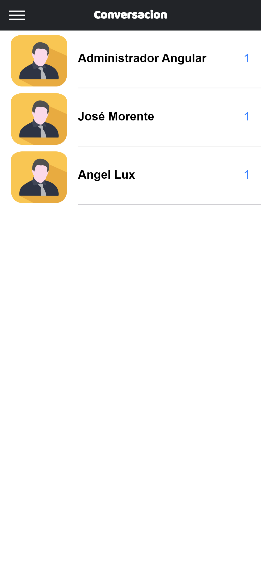 Conversacion
Administrador Angular 1
José Morente 1
Angel Lux 1